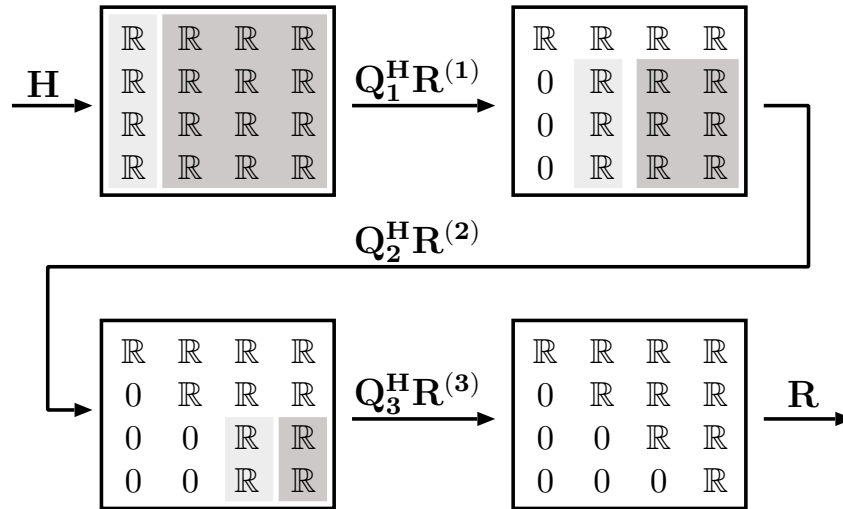 H
ℝ ℝ ℝ ℝ
ℝ ℝ ℝ ℝ
ℝ ℝ ℝ ℝ
ℝ ℝ ℝ ℝ
Q₁ᴴR⁽¹⁾
ℝ ℝ ℝ ℝ
0 ℝ ℝ ℝ
0 ℝ ℝ ℝ
0 ℝ ℝ ℝ
Q₂ᴴR⁽²⁾
ℝ ℝ ℝ ℝ
0 ℝ ℝ ℝ
0 0 ℝ ℝ
0 0 ℝ ℝ
Q₃ᴴR⁽³⁾
ℝ ℝ ℝ ℝ
0 ℝ ℝ ℝ
0 0 ℝ ℝ
0 0 0 ℝ
R